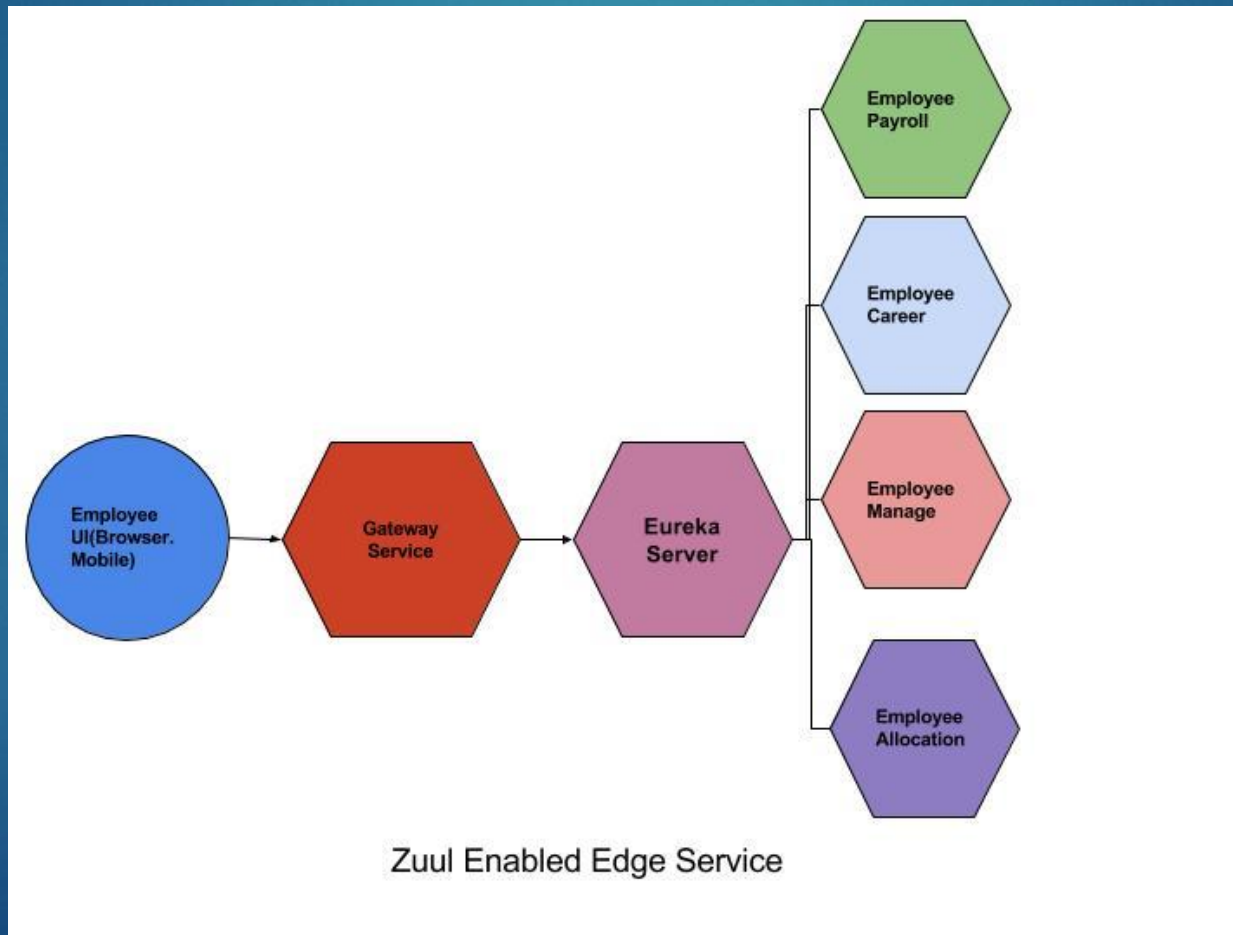 Employee
Payroll
Employee
Career
Employee
Manage
Employee
UI(Browser.
Mobile)
Gateway
Service
Eureka
Server
Employee
Allocation
Zuul Enabled Edge Service